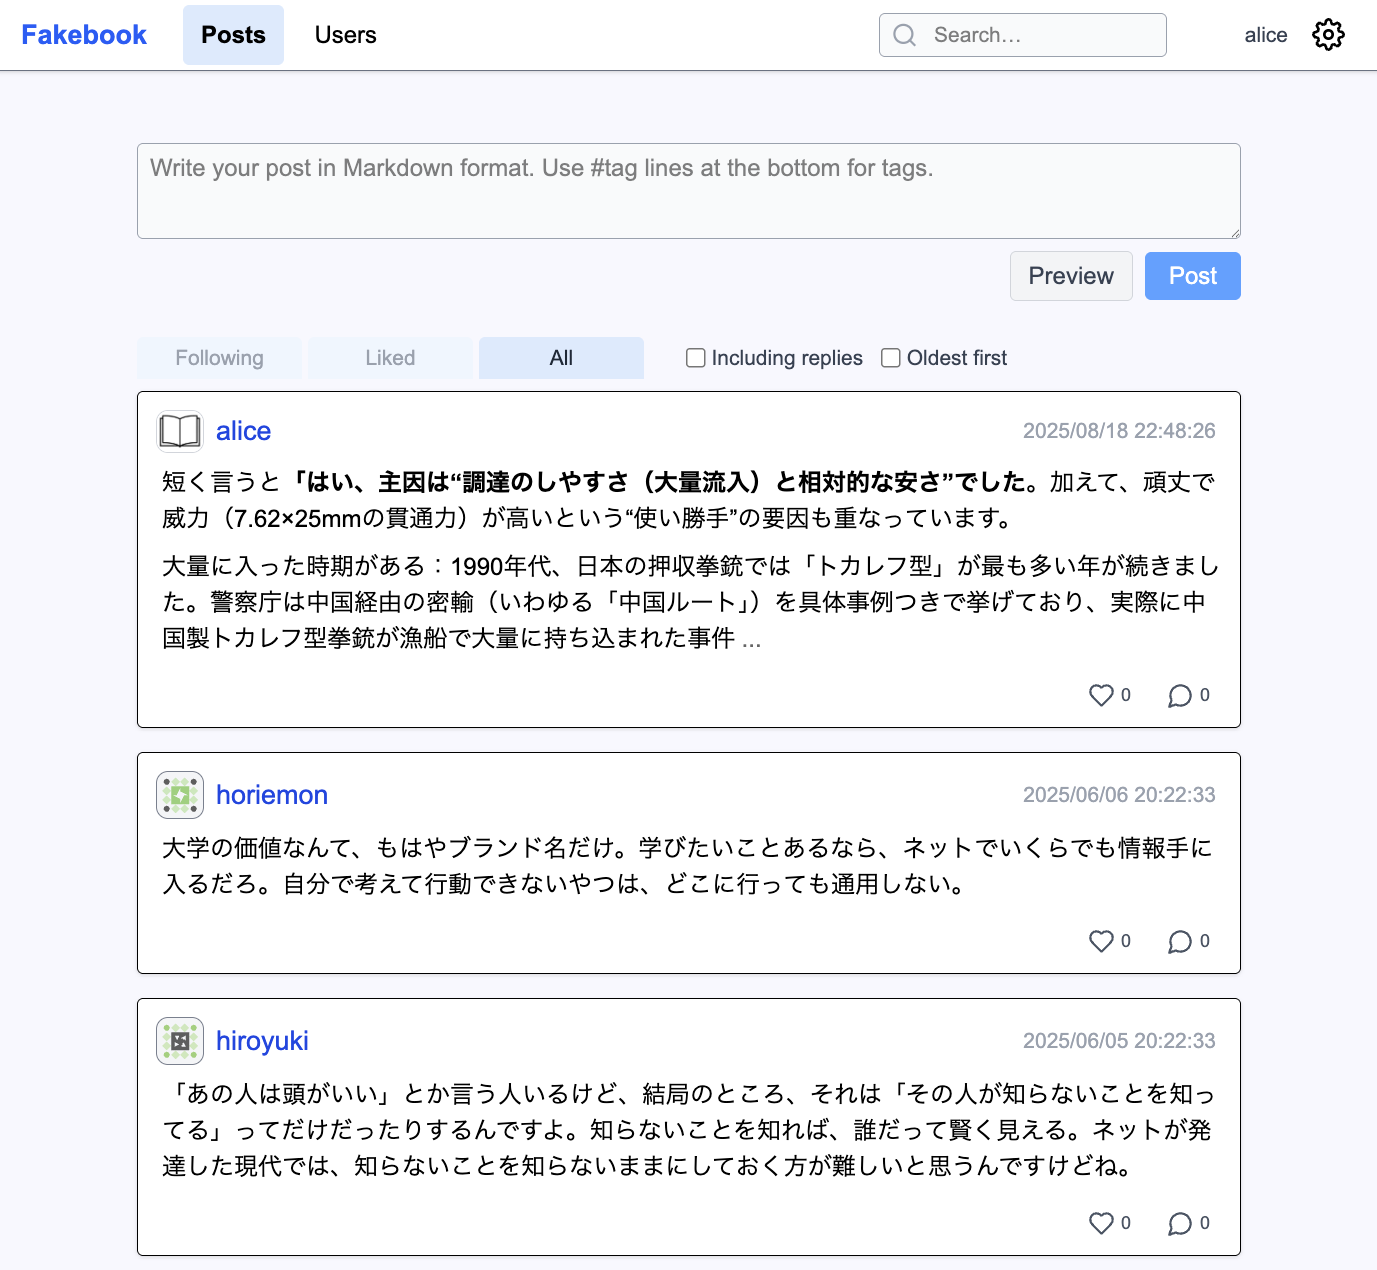 Fakebook Posts Users Search… alice
Write your post in Markdown format. Use #tag lines at the bottom for tags.
Preview Post
Following Liked All Including replies Oldest first
alice 2025/08/18 22:48:26
短く言うと「はい、主因は“調達のしやすさ（大量流入）と相対的な安さ”でした。加えて、頑丈で
威力（7.62×25mmの貫通力）が高いという“使い勝手”の要因も重なっています。
大量に入った時期がある：1990年代、日本の押収拳銃では「トカレフ型」が最も多い年が続きまし
た。警察庁は中国経由の密輸（いわゆる「中国ルート」）を具体事例つきで挙げており、実際に中
国製トカレフ型拳銃が漁船で大量に持ち込まれた事件 ...
0 0
horiemon 2025/06/06 20:22:33
大学の価値なんて、もはやブランド名だけ。学びたいことあるなら、ネットでいくらでも情報手に
入るだろ。自分で考えて行動できないやつは、どこに行っても通用しない。
0 0
hiroyuki 2025/06/05 20:22:33
「あの人は頭がいい」とか言う人いるけど、結局のところ、それは「その人が知らないことを知っ
てる」ってだけだったりするんですよ。知らないことを知れば、誰だって賢く見える。ネットが発
達した現代では、知らないことを知らないままにしておく方が難しいと思うんですけどね。
0 0